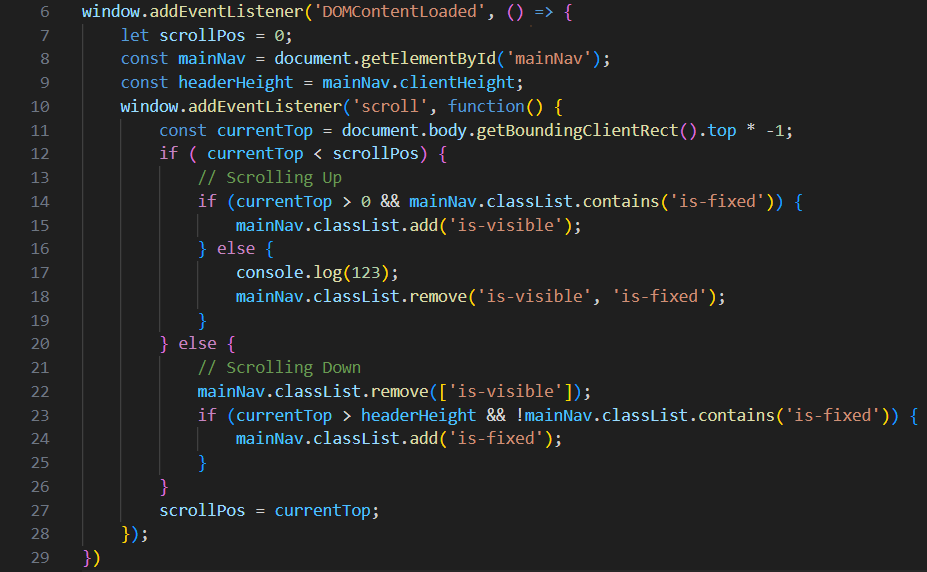 6 window.addEventListener('DOMContentLoaded', () => {
7     let scrollPos = 0;
8     const mainNav = document.getElementById('mainNav');
9     const headerHeight = mainNav.clientHeight;
10     window.addEventListener('scroll', function() {
11         const currentTop = document.body.getBoundingClientRect().top * -1;
12         if ( currentTop < scrollPos) {
13             // Scrolling Up
14             if (currentTop > 0 && mainNav.classList.contains('is-fixed')) {
15                 mainNav.classList.add('is-visible');
16             } else {
17                 console.log(123);
18                 mainNav.classList.remove('is-visible', 'is-fixed');
19             }
20         } else {
21             // Scrolling Down
22             mainNav.classList.remove(['is-visible']);
23             if (currentTop > headerHeight && !mainNav.classList.contains('is-fixed')) {
24                 mainNav.classList.add('is-fixed');
25             }
26         }
27         scrollPos = currentTop;
28     });
29 })